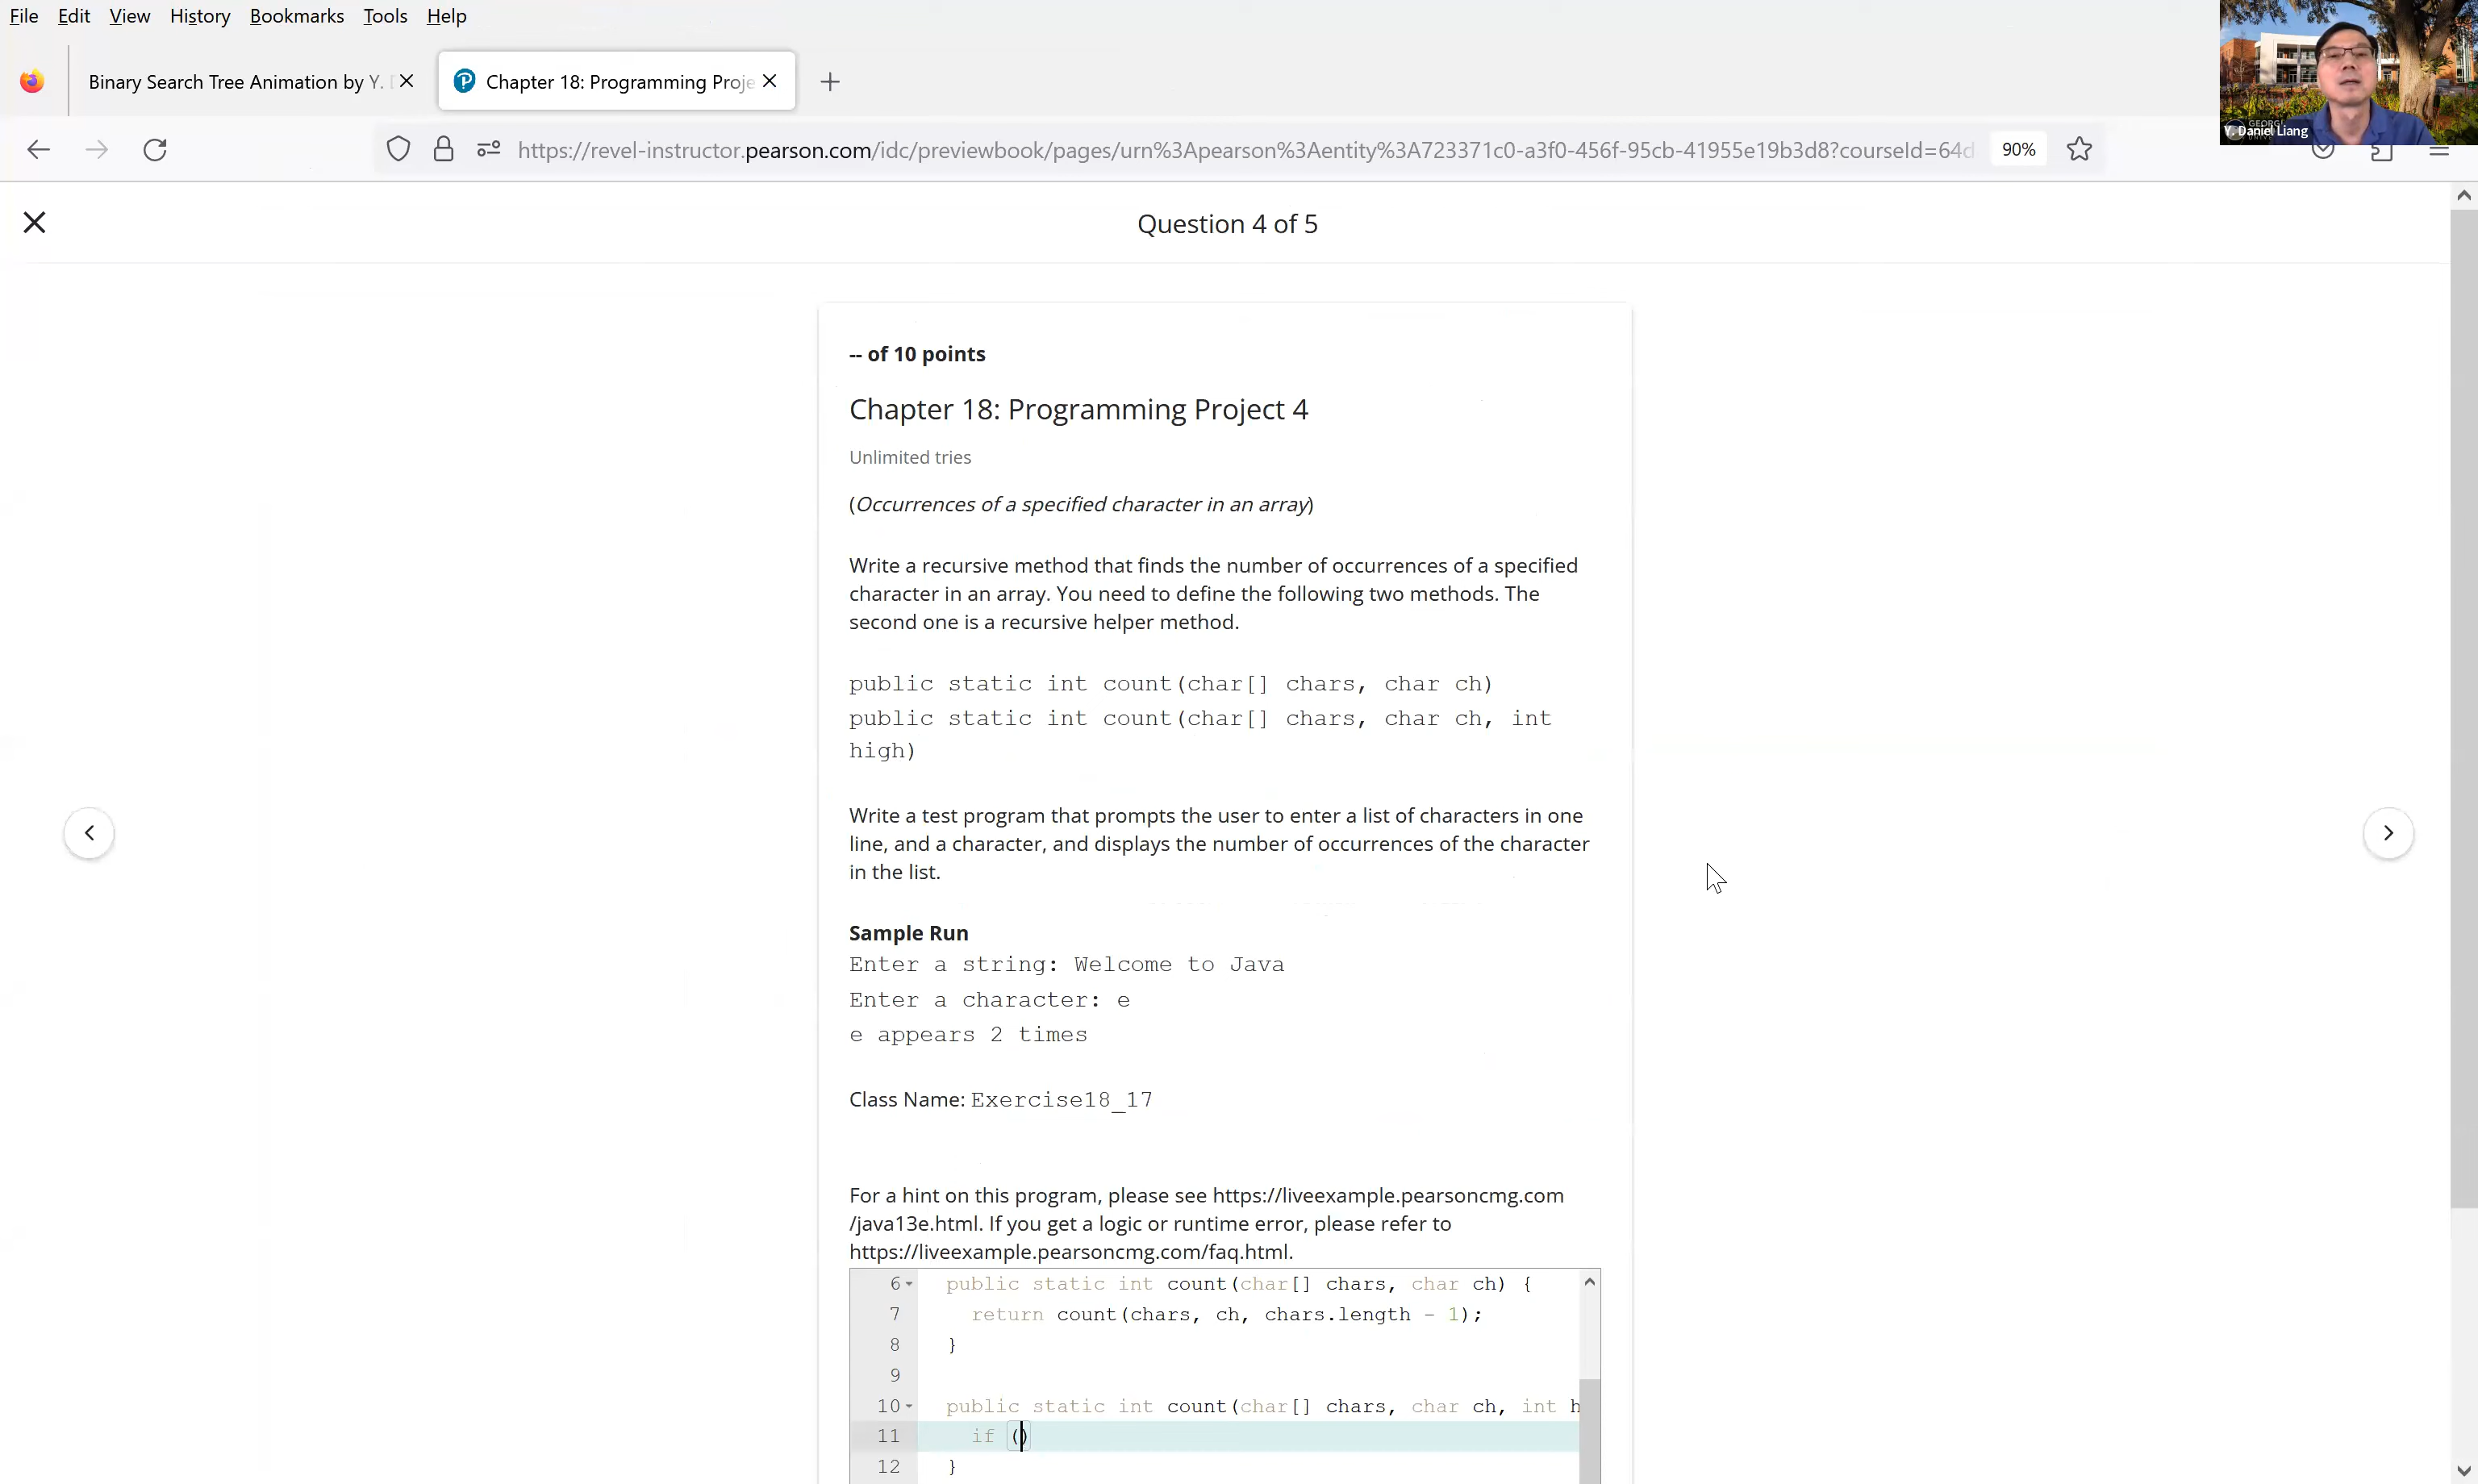 File Edit View History Bookmarks Tools Help
Binary Search Tree Animation by Y.
Chapter 18: Programming Proje
https://revel-instructor.pearson.com/idc/previewbook/pages/urn%3Apearson%3Aentity%3A723371c0-a3f0-456f-95cb-41955e19b3d8?courseId=64d
90%
Y. Daniel Liang
Question 4 of 5
-- of 10 points
Chapter 18: Programming Project 4
Unlimited tries
(Occurrences of a specified character in an array)
Write a recursive method that finds the number of occurrences of a specified
character in an array. You need to define the following two methods. The
second one is a recursive helper method.
public static int count(char[] chars, char ch)
public static int count(char[] chars, char ch, int
high)
Write a test program that prompts the user to enter a list of characters in one
line, and a character, and displays the number of occurrences of the character
in the list.
Sample Run
Enter a string: Welcome to Java
Enter a character: e
e appears 2 times
Class Name: Exercise18_17
For a hint on this program, please see https://liveexample.pearsoncmg.com
/java13e.html. If you get a logic or runtime error, please refer to
https://liveexample.pearsoncmg.com/faq.html.
6 public static int count(char[] chars, char ch) {
7 return count(chars, ch, chars.length - 1);
8 }
9
10 public static int count(char[] chars, char ch, int h
11 if ()
12 }